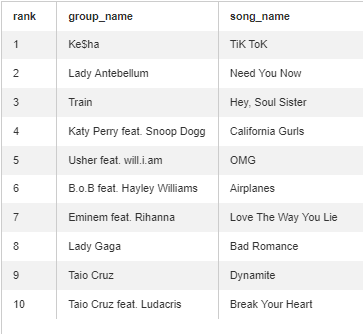 rank group_name song_name
1 Ke$ha TiK ToK
2 Lady Antebellum Need You Now
3 Train Hey, Soul Sister
4 Katy Perry feat. Snoop Dogg California Gurls
5 Usher feat. will.i.am OMG
6 B.o.B feat. Hayley Williams Airplanes
7 Eminem feat. Rihanna Love The Way You Lie
8 Lady Gaga Bad Romance
9 Taio Cruz Dynamite
10 Taio Cruz feat. Ludacris Break Your Heart